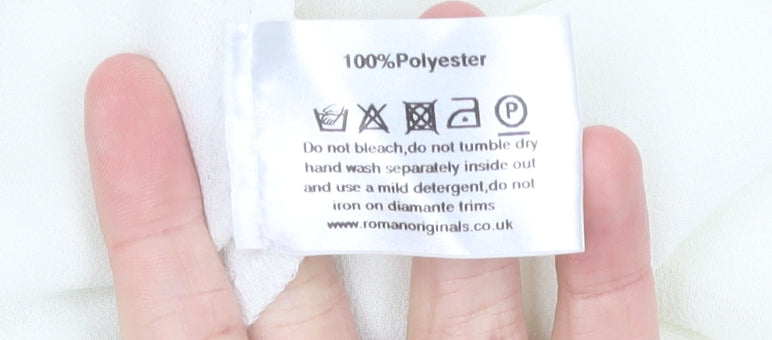 100%Polyester
P
Do not bleach,do not tumble dry
hand wash separately inside out
and use a mild detergent,do not
iron on diamante trims
www.romanoriginals.co.uk